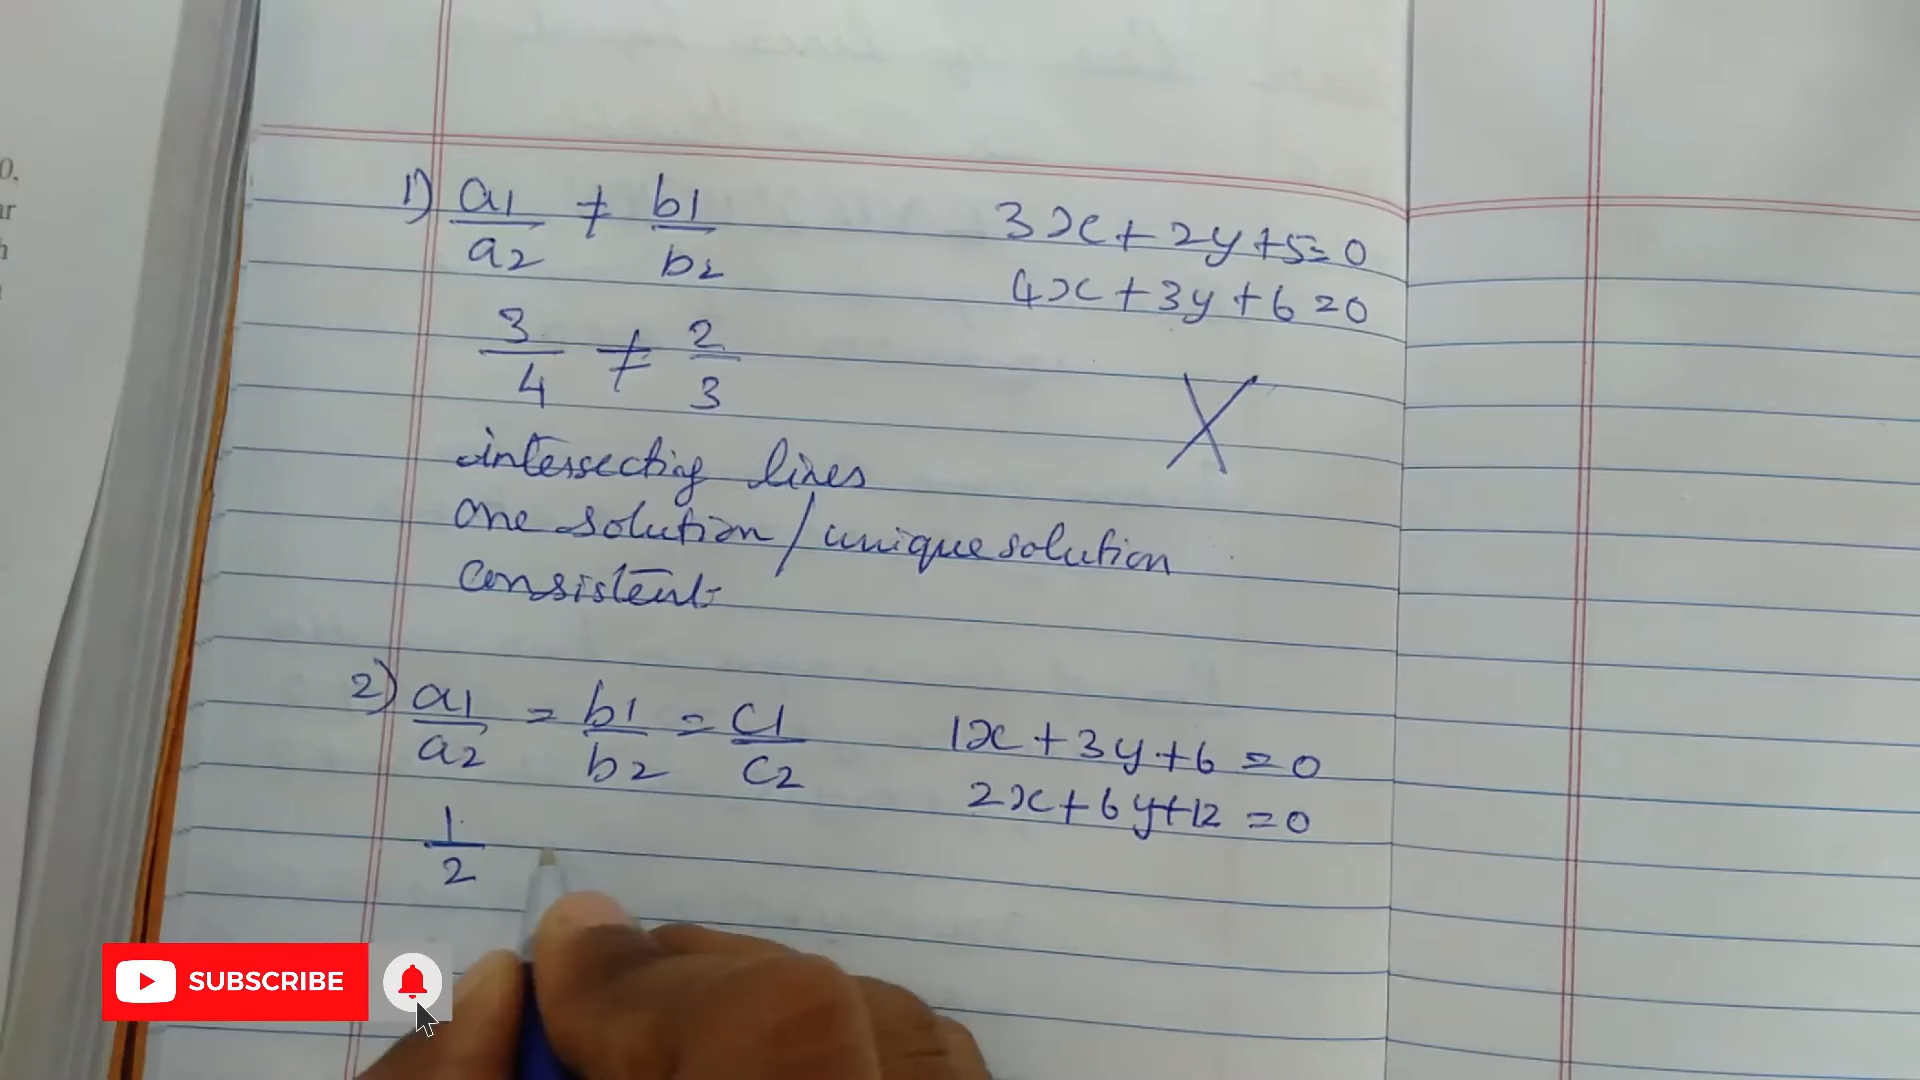 0.
ar
h
1) a1/a2 ≠ b1/b2
3x+2y+5=0
4x+3y+6=0
3/4 ≠ 2/3
intersecting lines
one solution/unique solution
consistent
2) a1/a2 = b1/b2 = c1/c2
1x+3y+6=0
2x+6y+12=0
1/2
SUBSCRIBE